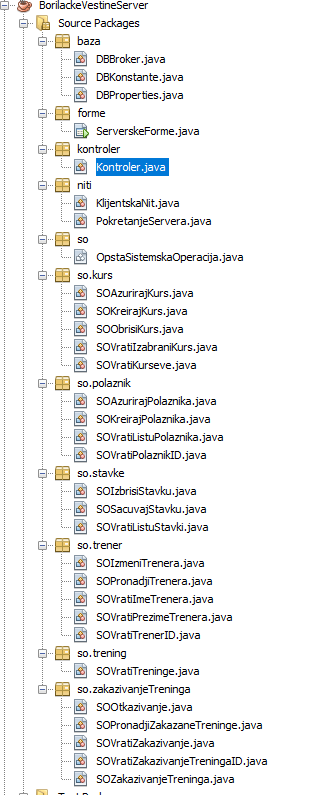 BorilackeVestineServer
Source Packages
baza
DBBroker.java
DBKonstante.java
DBProperties.java
forme
ServerskeForme.java
kontroler
Kontroler.java
niti
KlijentskaNit.java
PokretanjeServera.java
so
OpstaSistemskaOperacija.java
so.kurs
SOAzurirajKurs.java
SOKreirajKurs.java
SOObrisiKurs.java
SOVratiIzabraniKurs.java
SOVratiKurseve.java
so.polaznik
SOAzurirajPolaznika.java
SOKreirajPolaznika.java
SOVratiListuPolaznika.java
SOVratiPolaznikID.java
so.stavke
SOIzbrisiStavku.java
SOSacuvajStavku.java
SOVratiListuStavki.java
so.trener
SOIzmeniTrenera.java
SOPronadjiTrenera.java
SOVratiImeTrenera.java
SOVratiPrezimeTrenera.java
SOVratiTrenerID.java
so.trening
SOVratiTreninge.java
so.zakazivanjeTreninga
SOOtkazivanje.java
SOPronadjiZakazaneTreninge.java
SOVratiZakazivanje.java
SOVratiZakazivanjeTreningaID.java
SOZakazivanjeTreninga.java